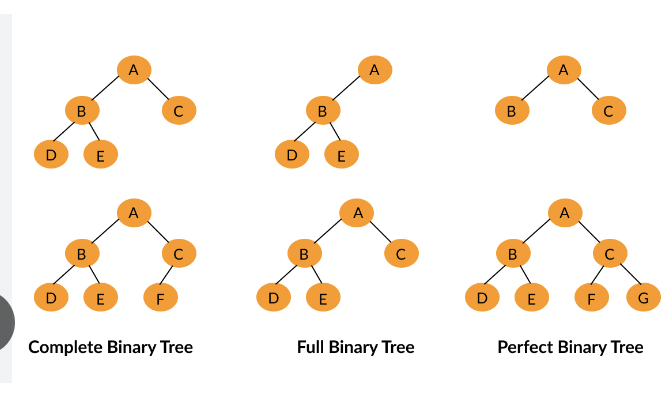 A A A
B C B B C
D E D E
A A A
B C B C B C
D E F D E D E F G
Complete Binary Tree Full Binary Tree Perfect Binary Tree